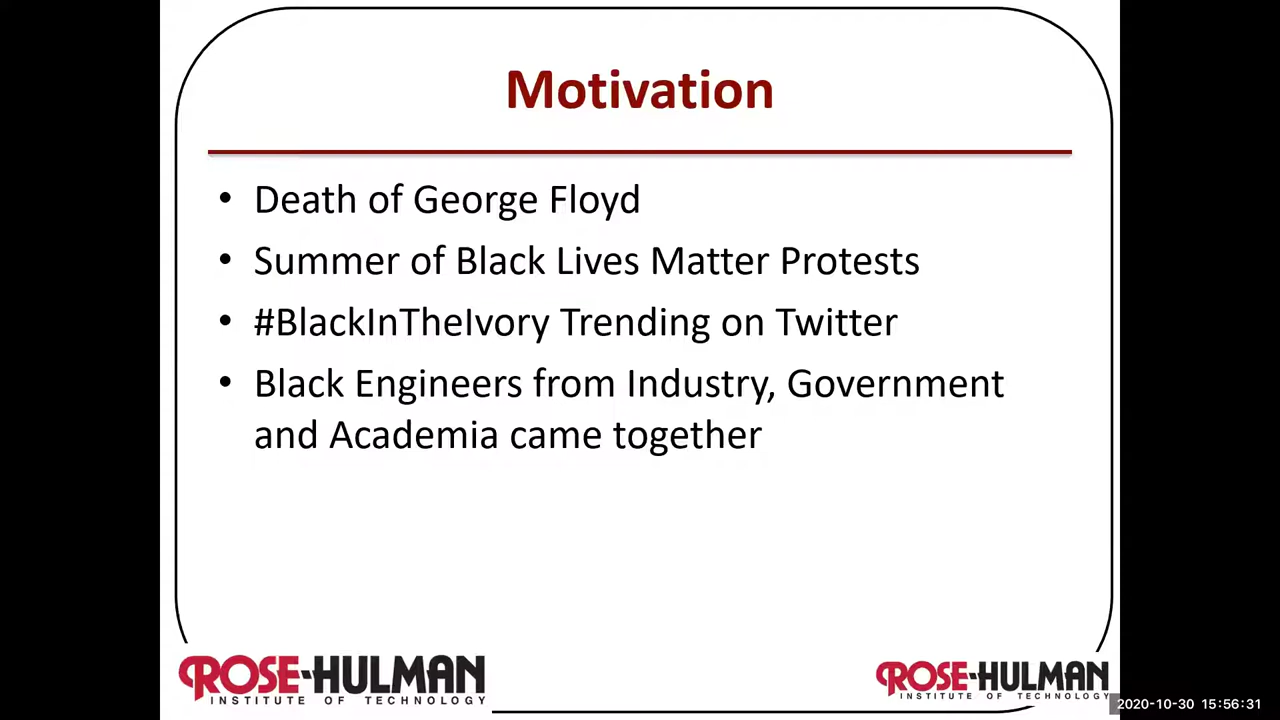 Motivation
• Death of George Floyd
• Summer of Black Lives Matter Protests
• #BlackInTheIvory Trending on Twitter
• Black Engineers from Industry, Government
and Academia came together
ROSE-HULMAN
INSTITUTE OF TECHNOLOGY
ROSE-HULMAN
INSTITUTE OF TECHNOLOGY
2020-10-30 15:56:31